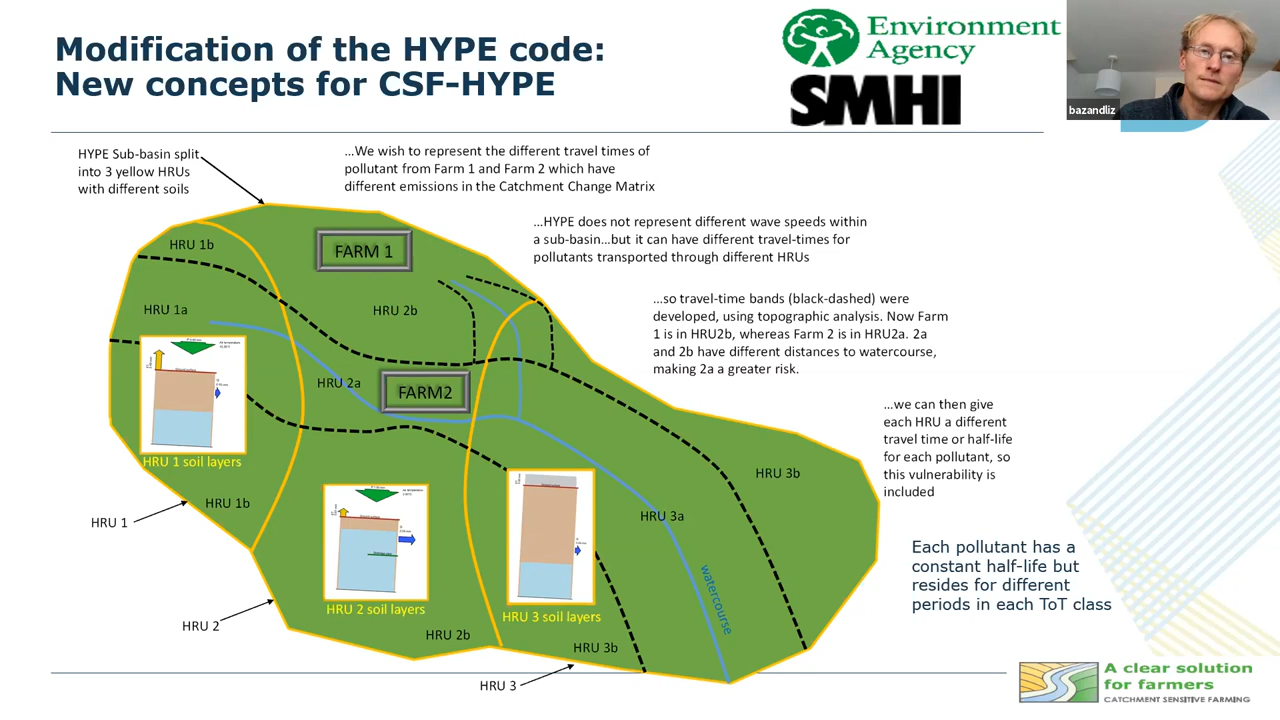 Modification of the HYPE code:
New concepts for CSF-HYPE
Environment
Agency
SMHI
bazandliz
HYPE Sub-basin split
into 3 yellow HRUs
with different soils
…We wish to represent the different travel times of
pollutant from Farm 1 and Farm 2 which have
different emissions in the Catchment Change Matrix
…HYPE does not represent different wave speeds within
a sub-basin…but it can have different travel-times for
pollutants transported through different HRUs
…so travel-time bands (black-dashed) were
developed, using topographic analysis. Now Farm
1 is in HRU2b, whereas Farm 2 is in HRU2a. 2a
and 2b have different distances to watercourse,
making 2a a greater risk.
…we can then give
each HRU a different
travel time or half-life
for each pollutant, so
this vulnerability is
included
Each pollutant has a
constant half-life but
resides for different
periods in each ToT class
HRU 1b
FARM 1
HRU 1a
HRU 2b
HRU 2a
FARM2
HRU 1 soil layers
HRU 3b
HRU 1b
HRU 3a
HRU 1
watercourse
HRU 2 soil layers
HRU 3 soil layers
HRU 2
HRU 2b
HRU 3b
HRU 3
A clear solution
for farmers
CATCHMENT SENSITIVE FARMING